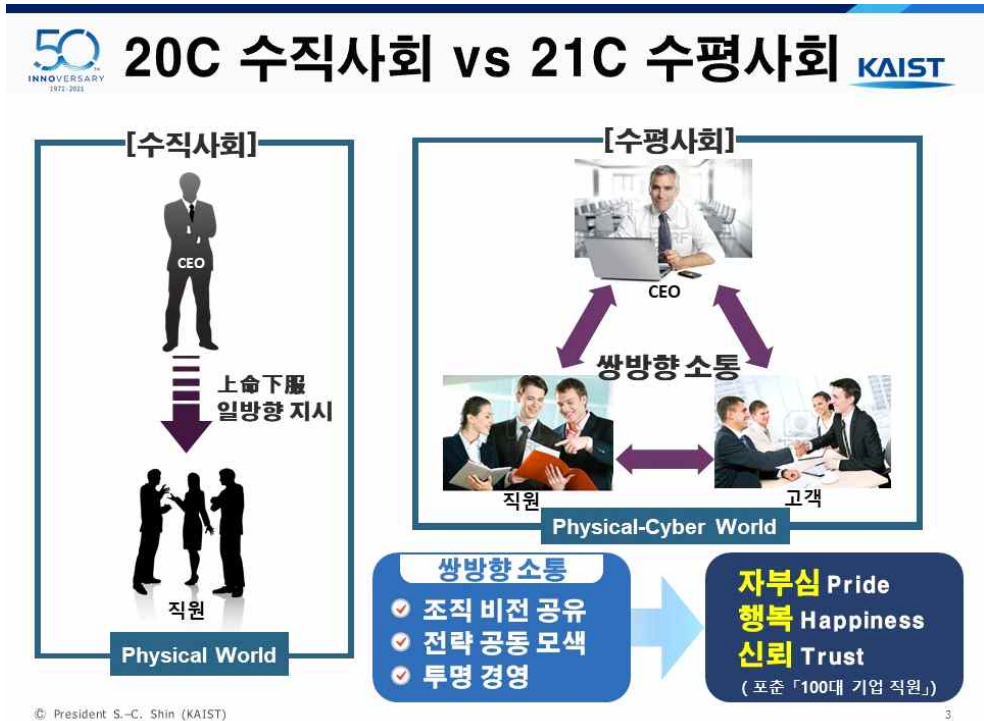 50
INNOVERSARY
1971-2021
20C 수직사회 vs 21C 수평사회
KAIST
[수직사회]
CEO
上命下服
일방향 지시
직원
Physical World
[수평사회]
CEO
쌍방향 소통
직원
고객
Physical-Cyber World
쌍방향 소통
조직 비전 공유
전략 공동 모색
투명 경영
자부심 Pride
행복 Happiness
신뢰 Trust
( 포춘 「100대 기업 직원」)
© President S.-C. Shin (KAIST)
3